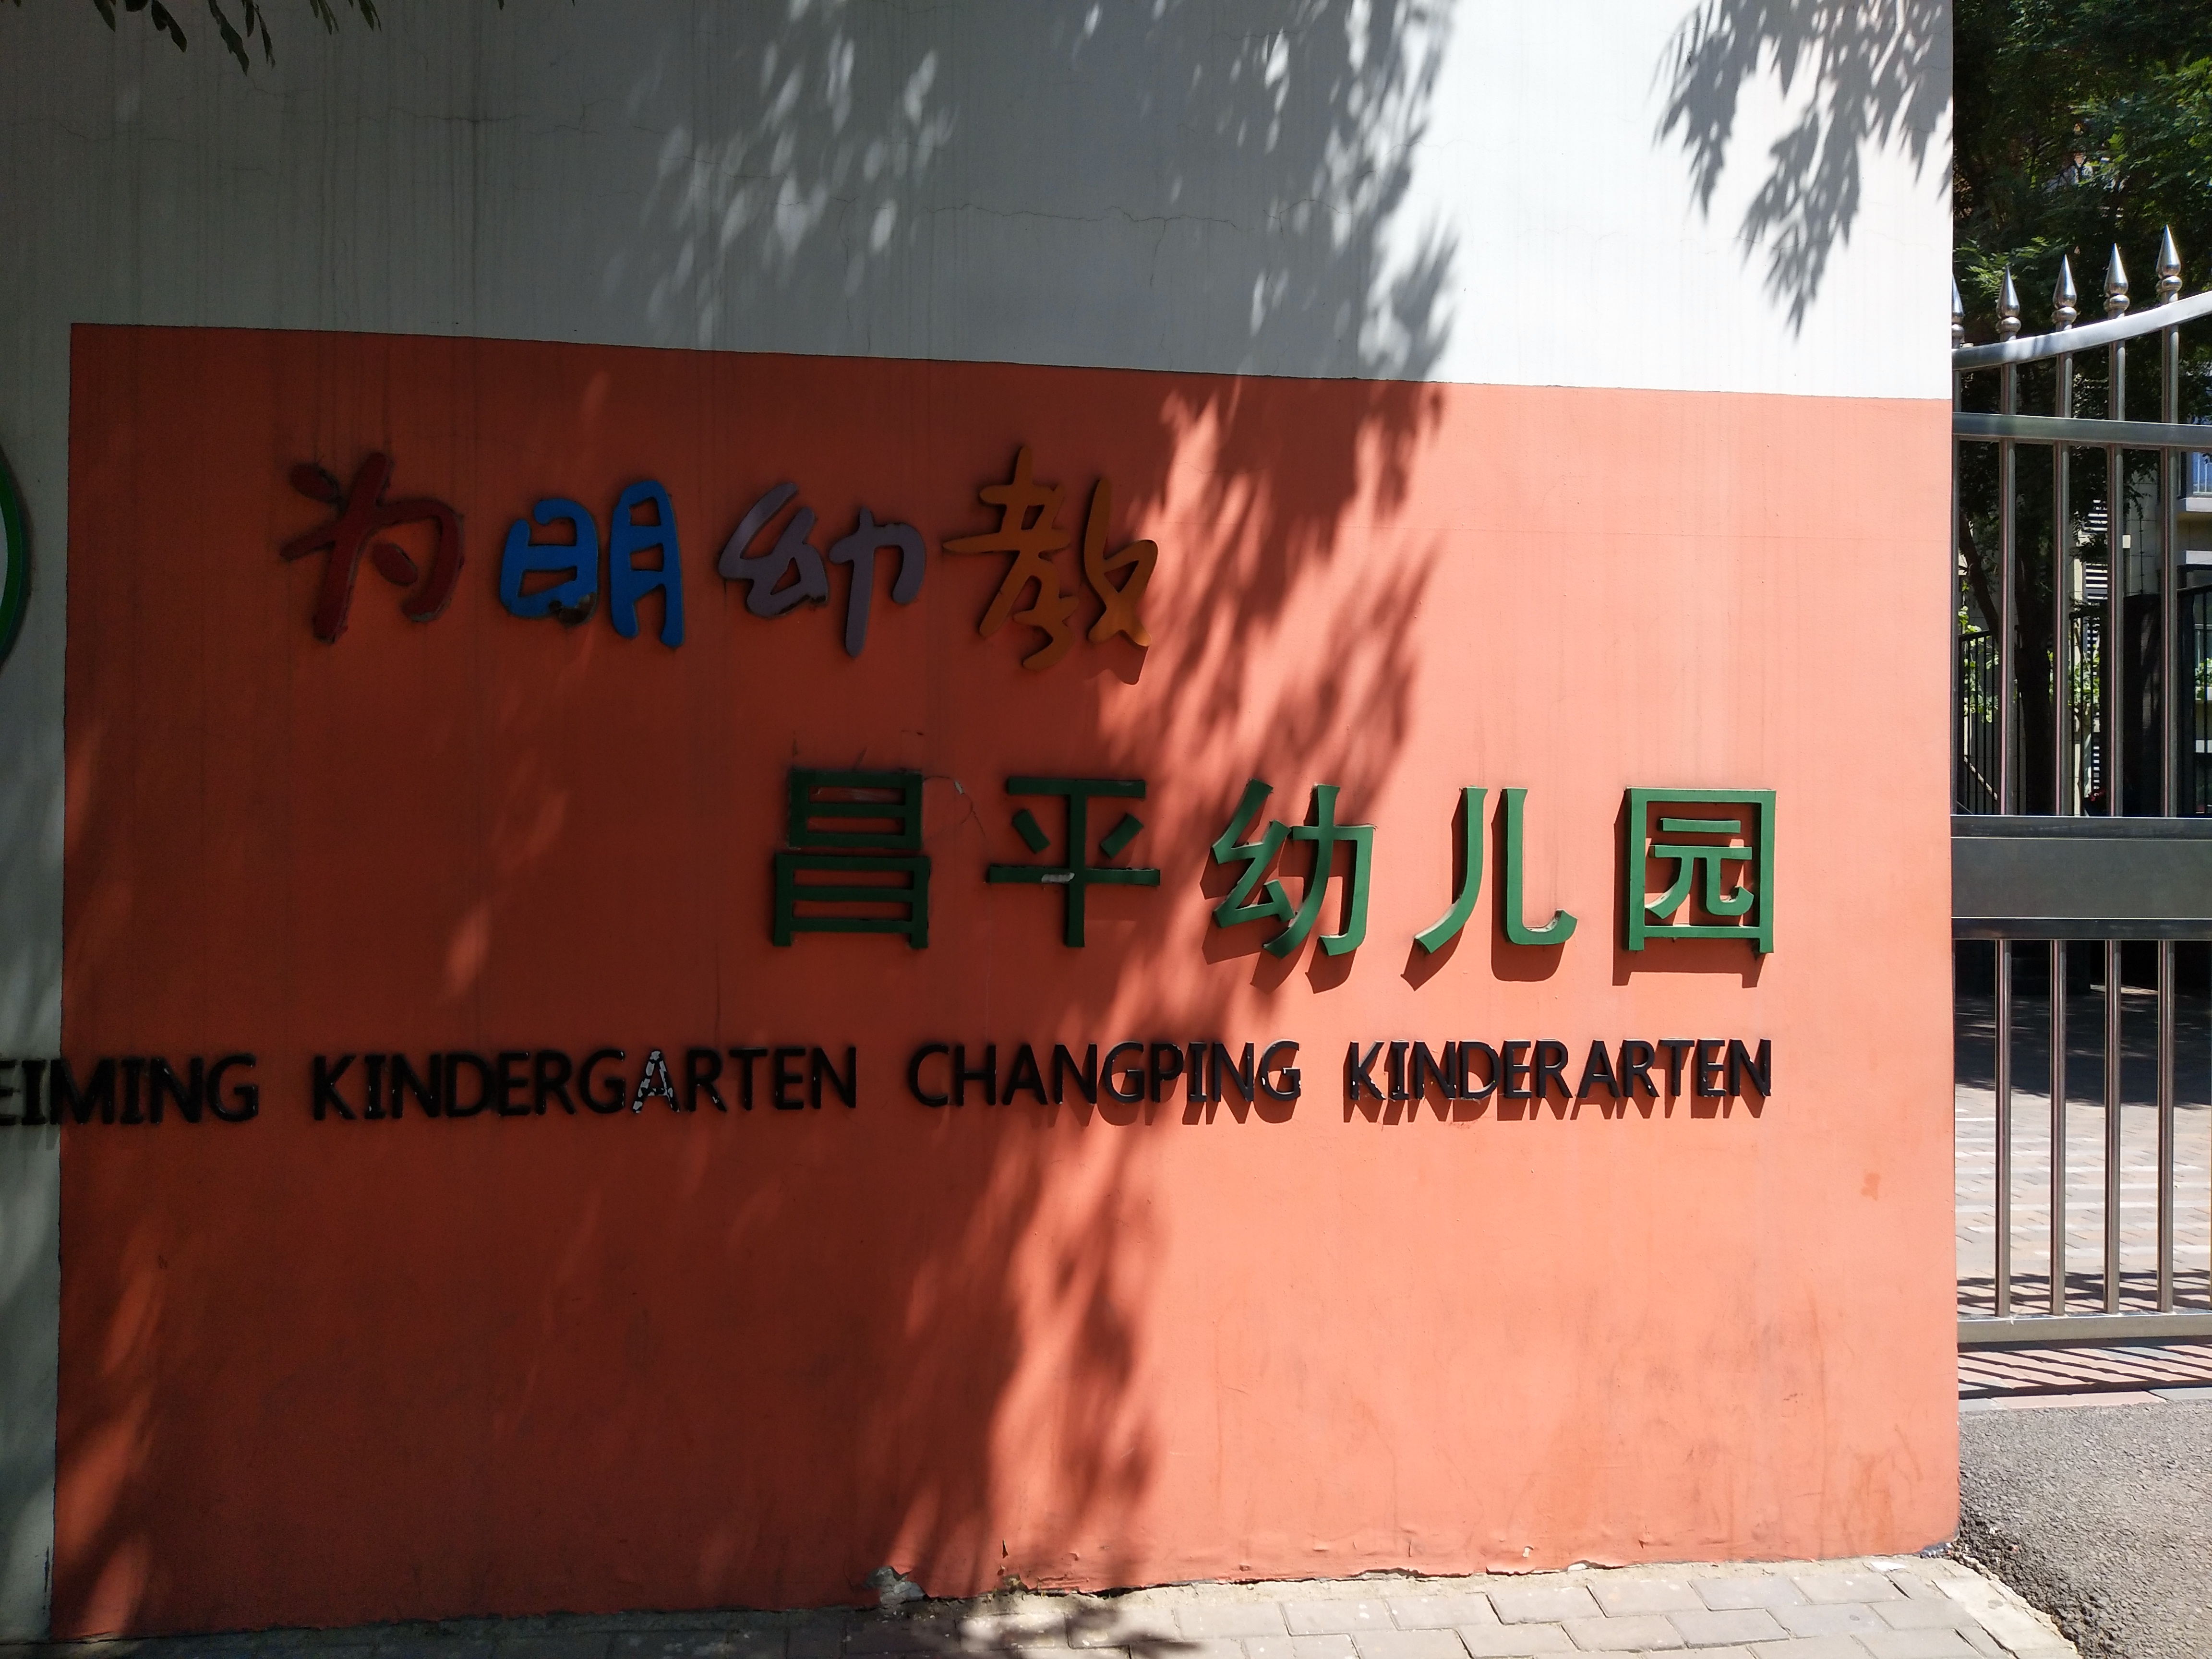 为明幼教
昌平幼儿园
EIMING KINDERGARTEN CHANGPING KINDERARTEN